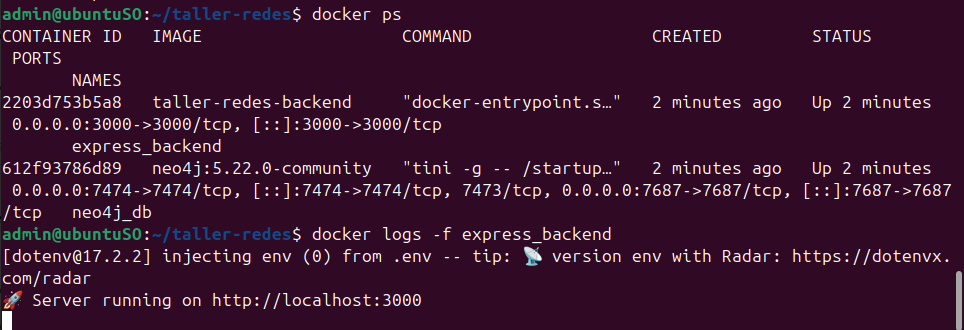 admin@ubuntuSO:~/taller-redes$ docker ps
CONTAINER ID   IMAGE                    COMMAND                  CREATED         STATUS
 PORTS
       NAMES
2203d753b5a8   taller-redes-backend     "docker-entrypoint.s…"   2 minutes ago   Up 2 minutes
 0.0.0.0:3000->3000/tcp, [::]:3000->3000/tcp
       express_backend
612f93786d89   neo4j:5.22.0-community   "tini -g -- /startup…"   2 minutes ago   Up 2 minutes
 0.0.0.0:7474->7474/tcp, [::]:7474->7474/tcp, 7473/tcp, 0.0.0.0:7687->7687/tcp, [::]:7687->7687
/tcp   neo4j_db
admin@ubuntuSO:~/taller-redes$ docker logs -f express_backend
[dotenv@17.2.2] injecting env (0) from .env -- tip: 📡 version env with Radar: https://dotenvx.
com/radar
🚀 Server running on http://localhost:3000